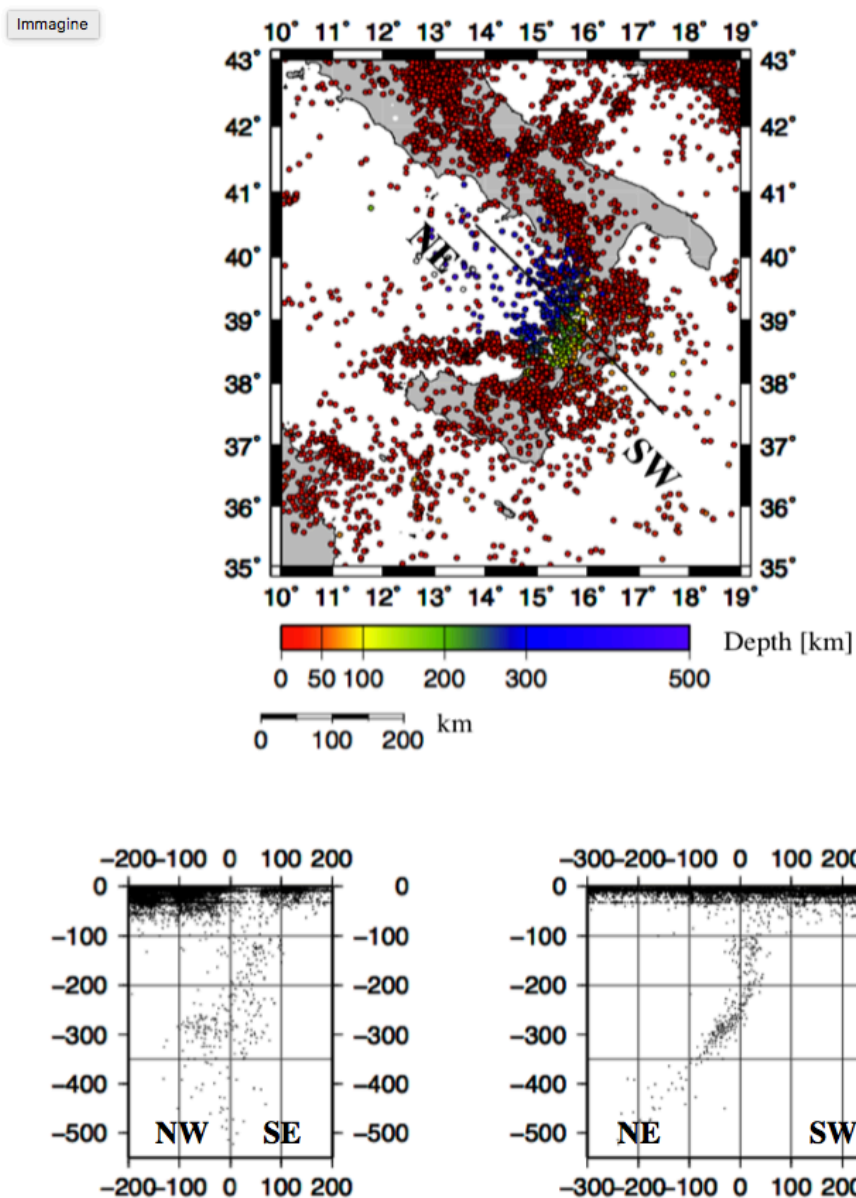 Immagine
10˚ 11˚ 12˚ 13˚ 14˚ 15˚ 16˚ 17˚ 18˚ 19˚
43˚ 43˚
42˚ 42˚
41˚ 41˚
NE
40˚ 40˚
39˚ 39˚
38˚ 38˚
37˚ 37˚
SW
36˚ 36˚
35˚ 35˚
10˚ 11˚ 12˚ 13˚ 14˚ 15˚ 16˚ 17˚ 18˚ 19˚
Depth [km]
0 50 100 200 300 500
km
0 100 200
−200 −100 0 100 200
0 0
−100 −100
−200 −200
−300 −300
−400 −400
−500 −500
NW SE
−200 −100 0 100 200
−300 −200 −100 0 100 200
0
−100
−200
−300
−400
−500
NE SW
−300 −200 −100 0 100 200